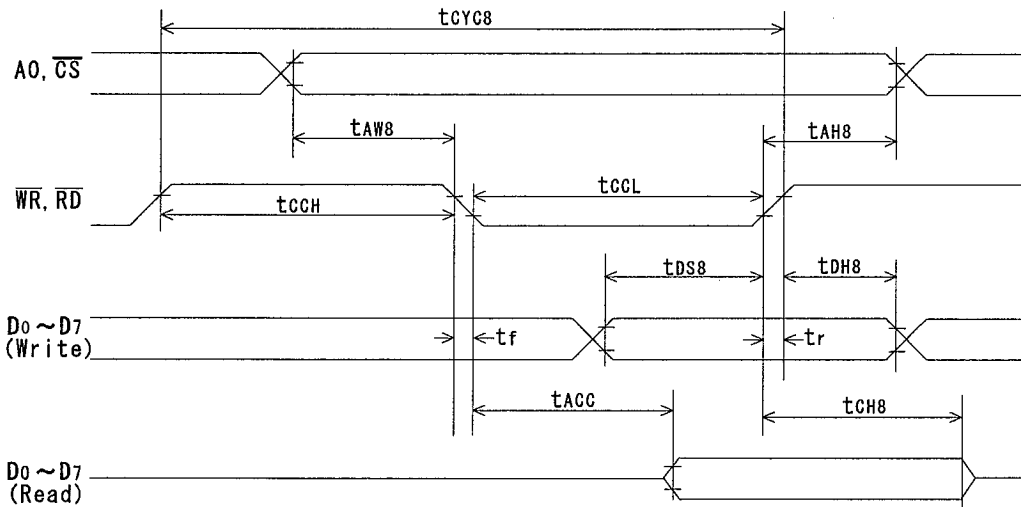 tCYC8
A0, CS
tAW8
tAH8
WR, RD
tCCL
tCCH
tDS8
tDH8
D0~D7
(Write)
tf
tr
tACC
tCH8
D0~D7
(Read)